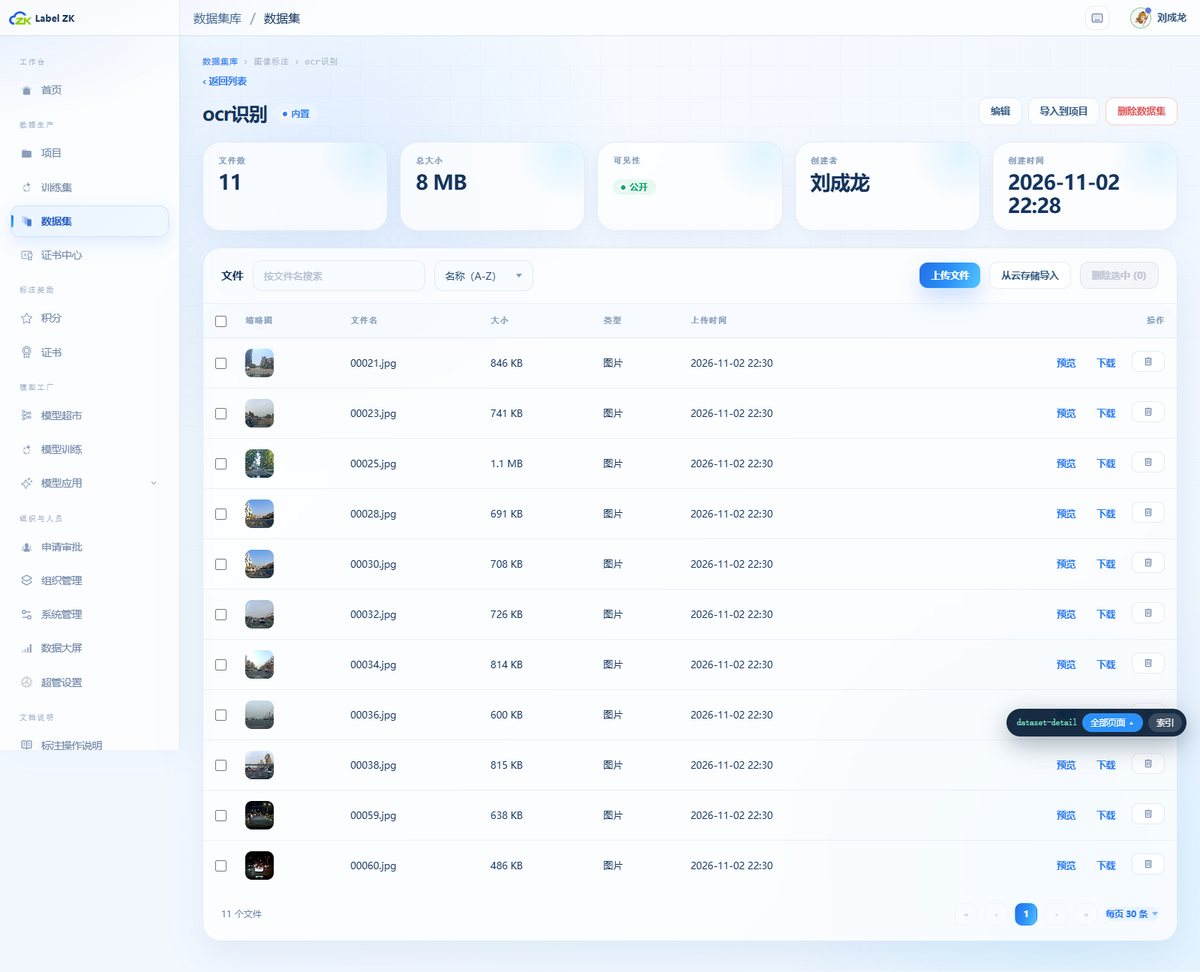 Label ZK
数据集库 / 数据集
刘成龙
工作台
首页
数据生产
项目
训练集
数据集
证书中心
标注奖励
积分
证书
模型工厂
模型超市
模型训练
模型应用
组织与人员
申请审批
组织管理
系统管理
数据大屏
超管设置
文档说明
标注操作说明
数据集库 › 图像标注 › ocr识别
‹ 返回列表
ocr识别 内置
编辑 导入到项目 删除数据集
文件数
11
总大小
8 MB
可见性
公开
创建者
刘成龙
创建时间
2026-11-02
22:28
文件 按文件名搜索 名称 (A-Z) 上传文件 从云存储导入 删除选中 (0)
缩略图 文件名 大小 类型 上传时间 操作
00021.jpg 846 KB 图片 2026-11-02 22:30 预览 下载
00023.jpg 741 KB 图片 2026-11-02 22:30 预览 下载
00025.jpg 1.1 MB 图片 2026-11-02 22:30 预览 下载
00028.jpg 691 KB 图片 2026-11-02 22:30 预览 下载
00030.jpg 708 KB 图片 2026-11-02 22:30 预览 下载
00032.jpg 726 KB 图片 2026-11-02 22:30 预览 下载
00034.jpg 814 KB 图片 2026-11-02 22:30 预览 下载
00036.jpg 600 KB 图片 2026-11-02 22:30
dataset-detail 全部页面 索引
00038.jpg 815 KB 图片 2026-11-02 22:30 预览 下载
00059.jpg 638 KB 图片 2026-11-02 22:30 预览 下载
00060.jpg 486 KB 图片 2026-11-02 22:30 预览 下载
11 个文件 « ‹ 1 › » 每页 30 条